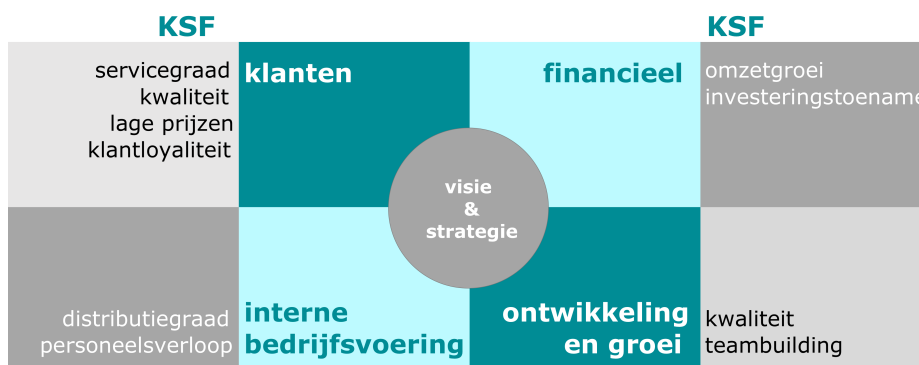 KSF
KSF
servicegraad
kwaliteit
lage prijzen
klantloyaliteit
klanten
financieel
omzetgroei
investeringstoename
visie
&
strategie
distributiegraad
personeelsverloop
interne
bedrijfsvoering
ontwikkeling
en groei
kwaliteit
teambuilding